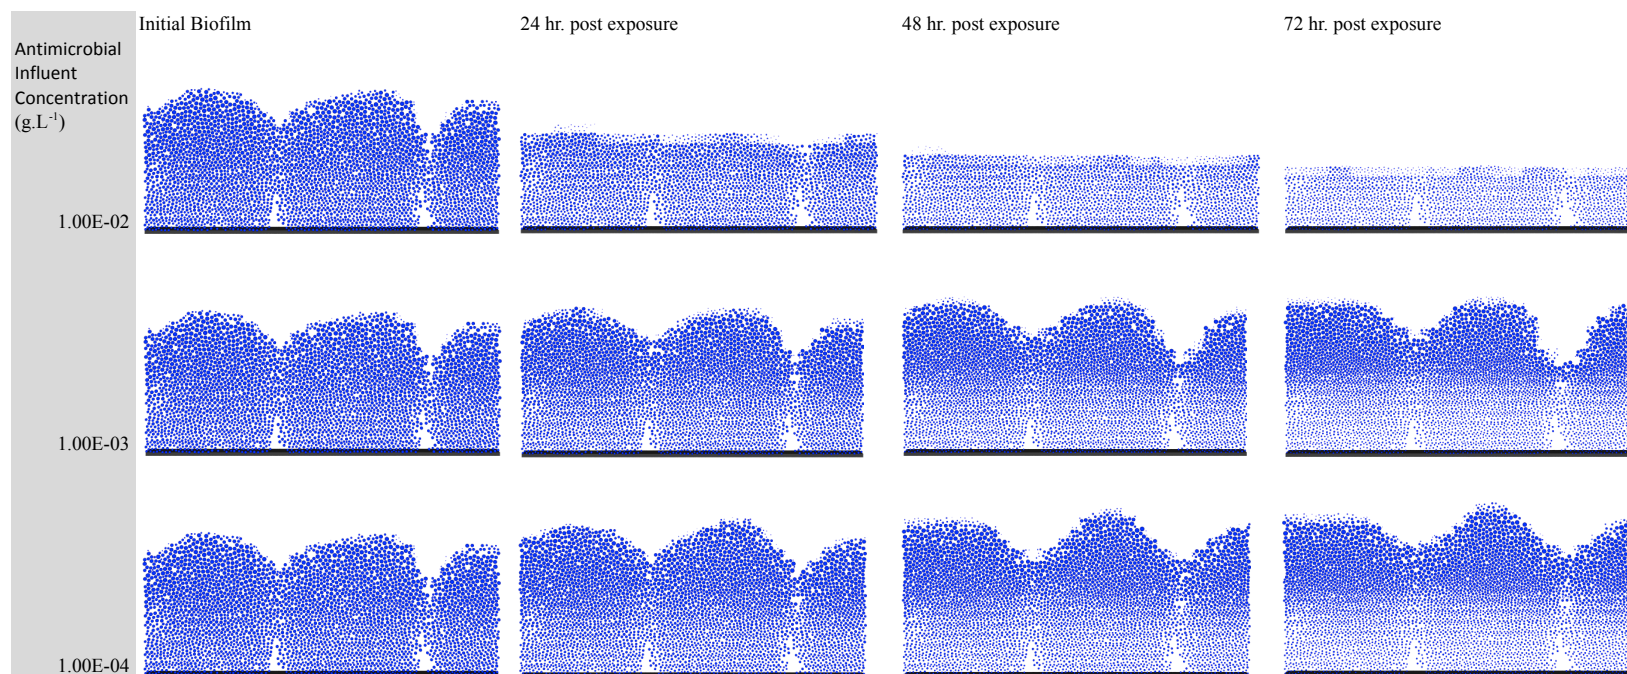 Initial Biofilm
24 hr. post exposure
48 hr. post exposure
72 hr. post exposure
Antimicrobial
Influent
Concentration
(g.L⁻¹)
1.00E-02
1.00E-03
1.00E-04